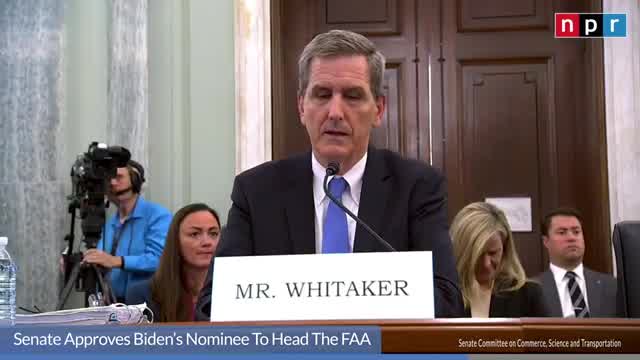 npr
MR. WHITAKER
Senate Approves Biden's Nominee To Head The FAA
Senate Committee on Commerce, Science and Transportation